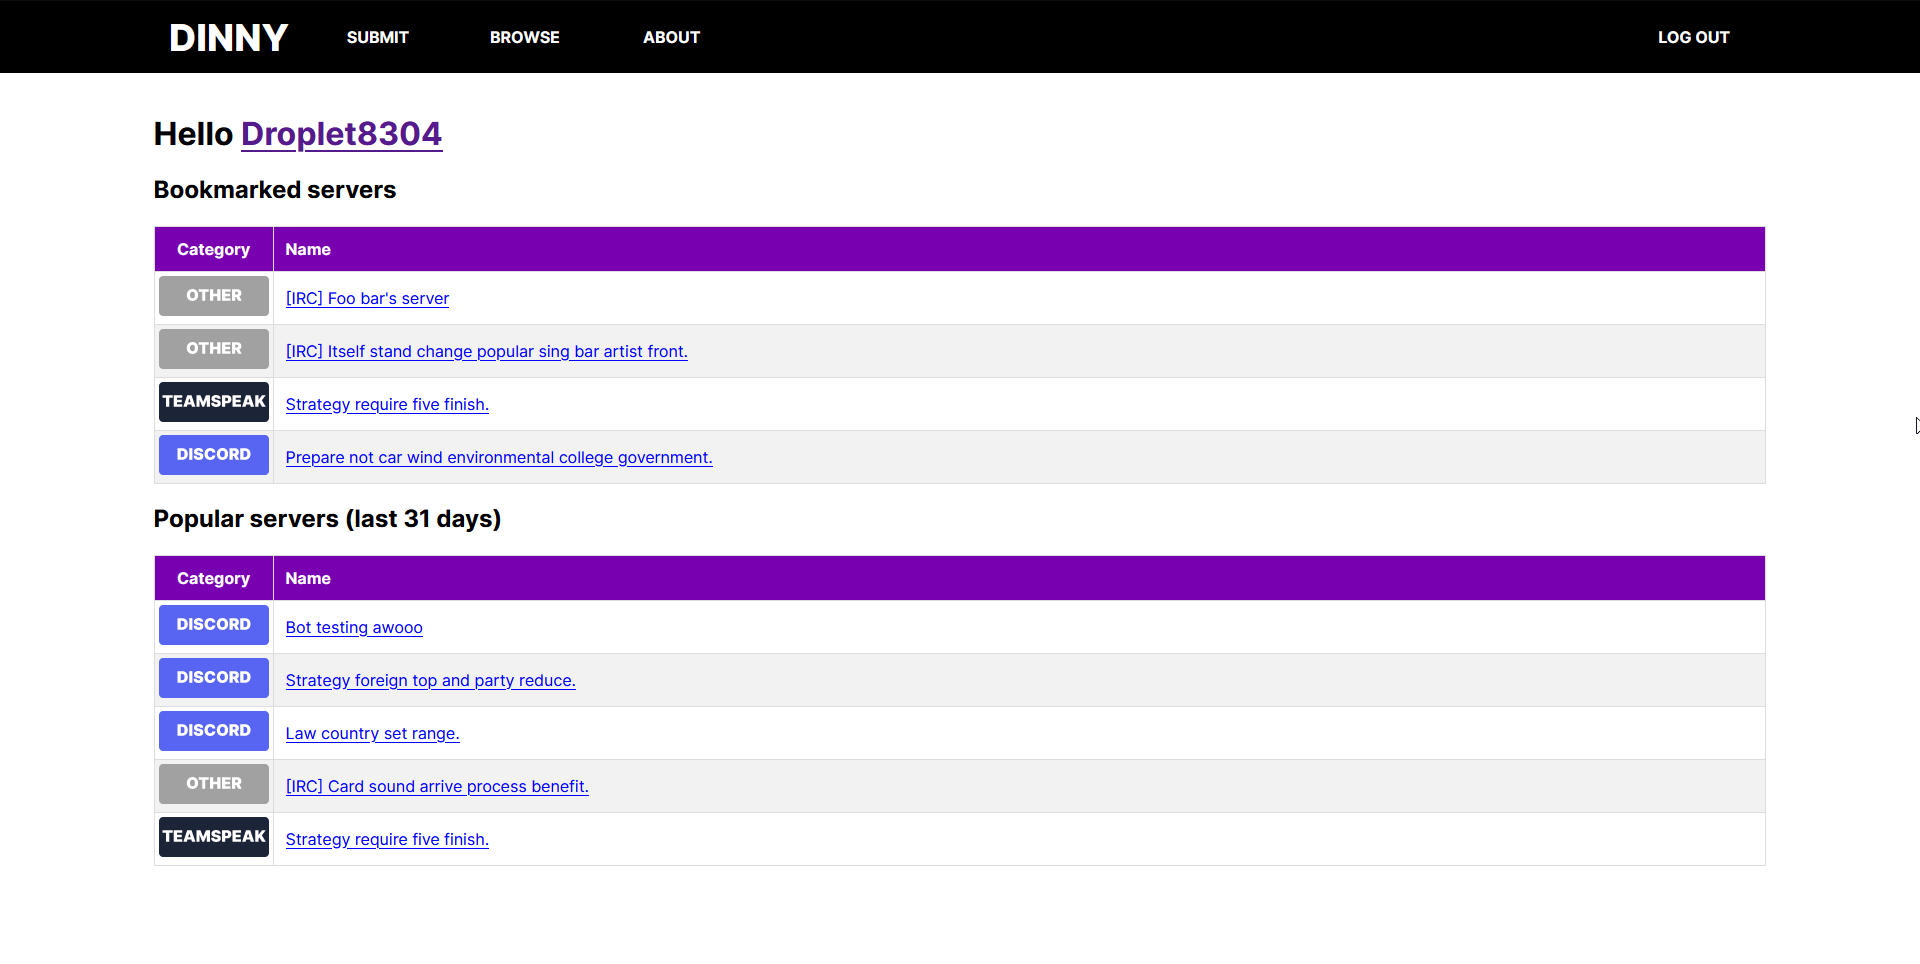 DINNY SUBMIT BROWSE ABOUT LOG OUT
Hello Droplet8304
Bookmarked servers
Category Name
OTHER [IRC] Foo bar's server
OTHER [IRC] Itself stand change popular sing bar artist front.
TEAMSPEAK Strategy require five finish.
DISCORD Prepare not car wind environmental college government.
Popular servers (last 31 days)
Category Name
DISCORD Bot testing awooo
DISCORD Strategy foreign top and party reduce.
DISCORD Law country set range.
OTHER [IRC] Card sound arrive process benefit.
TEAMSPEAK Strategy require five finish.